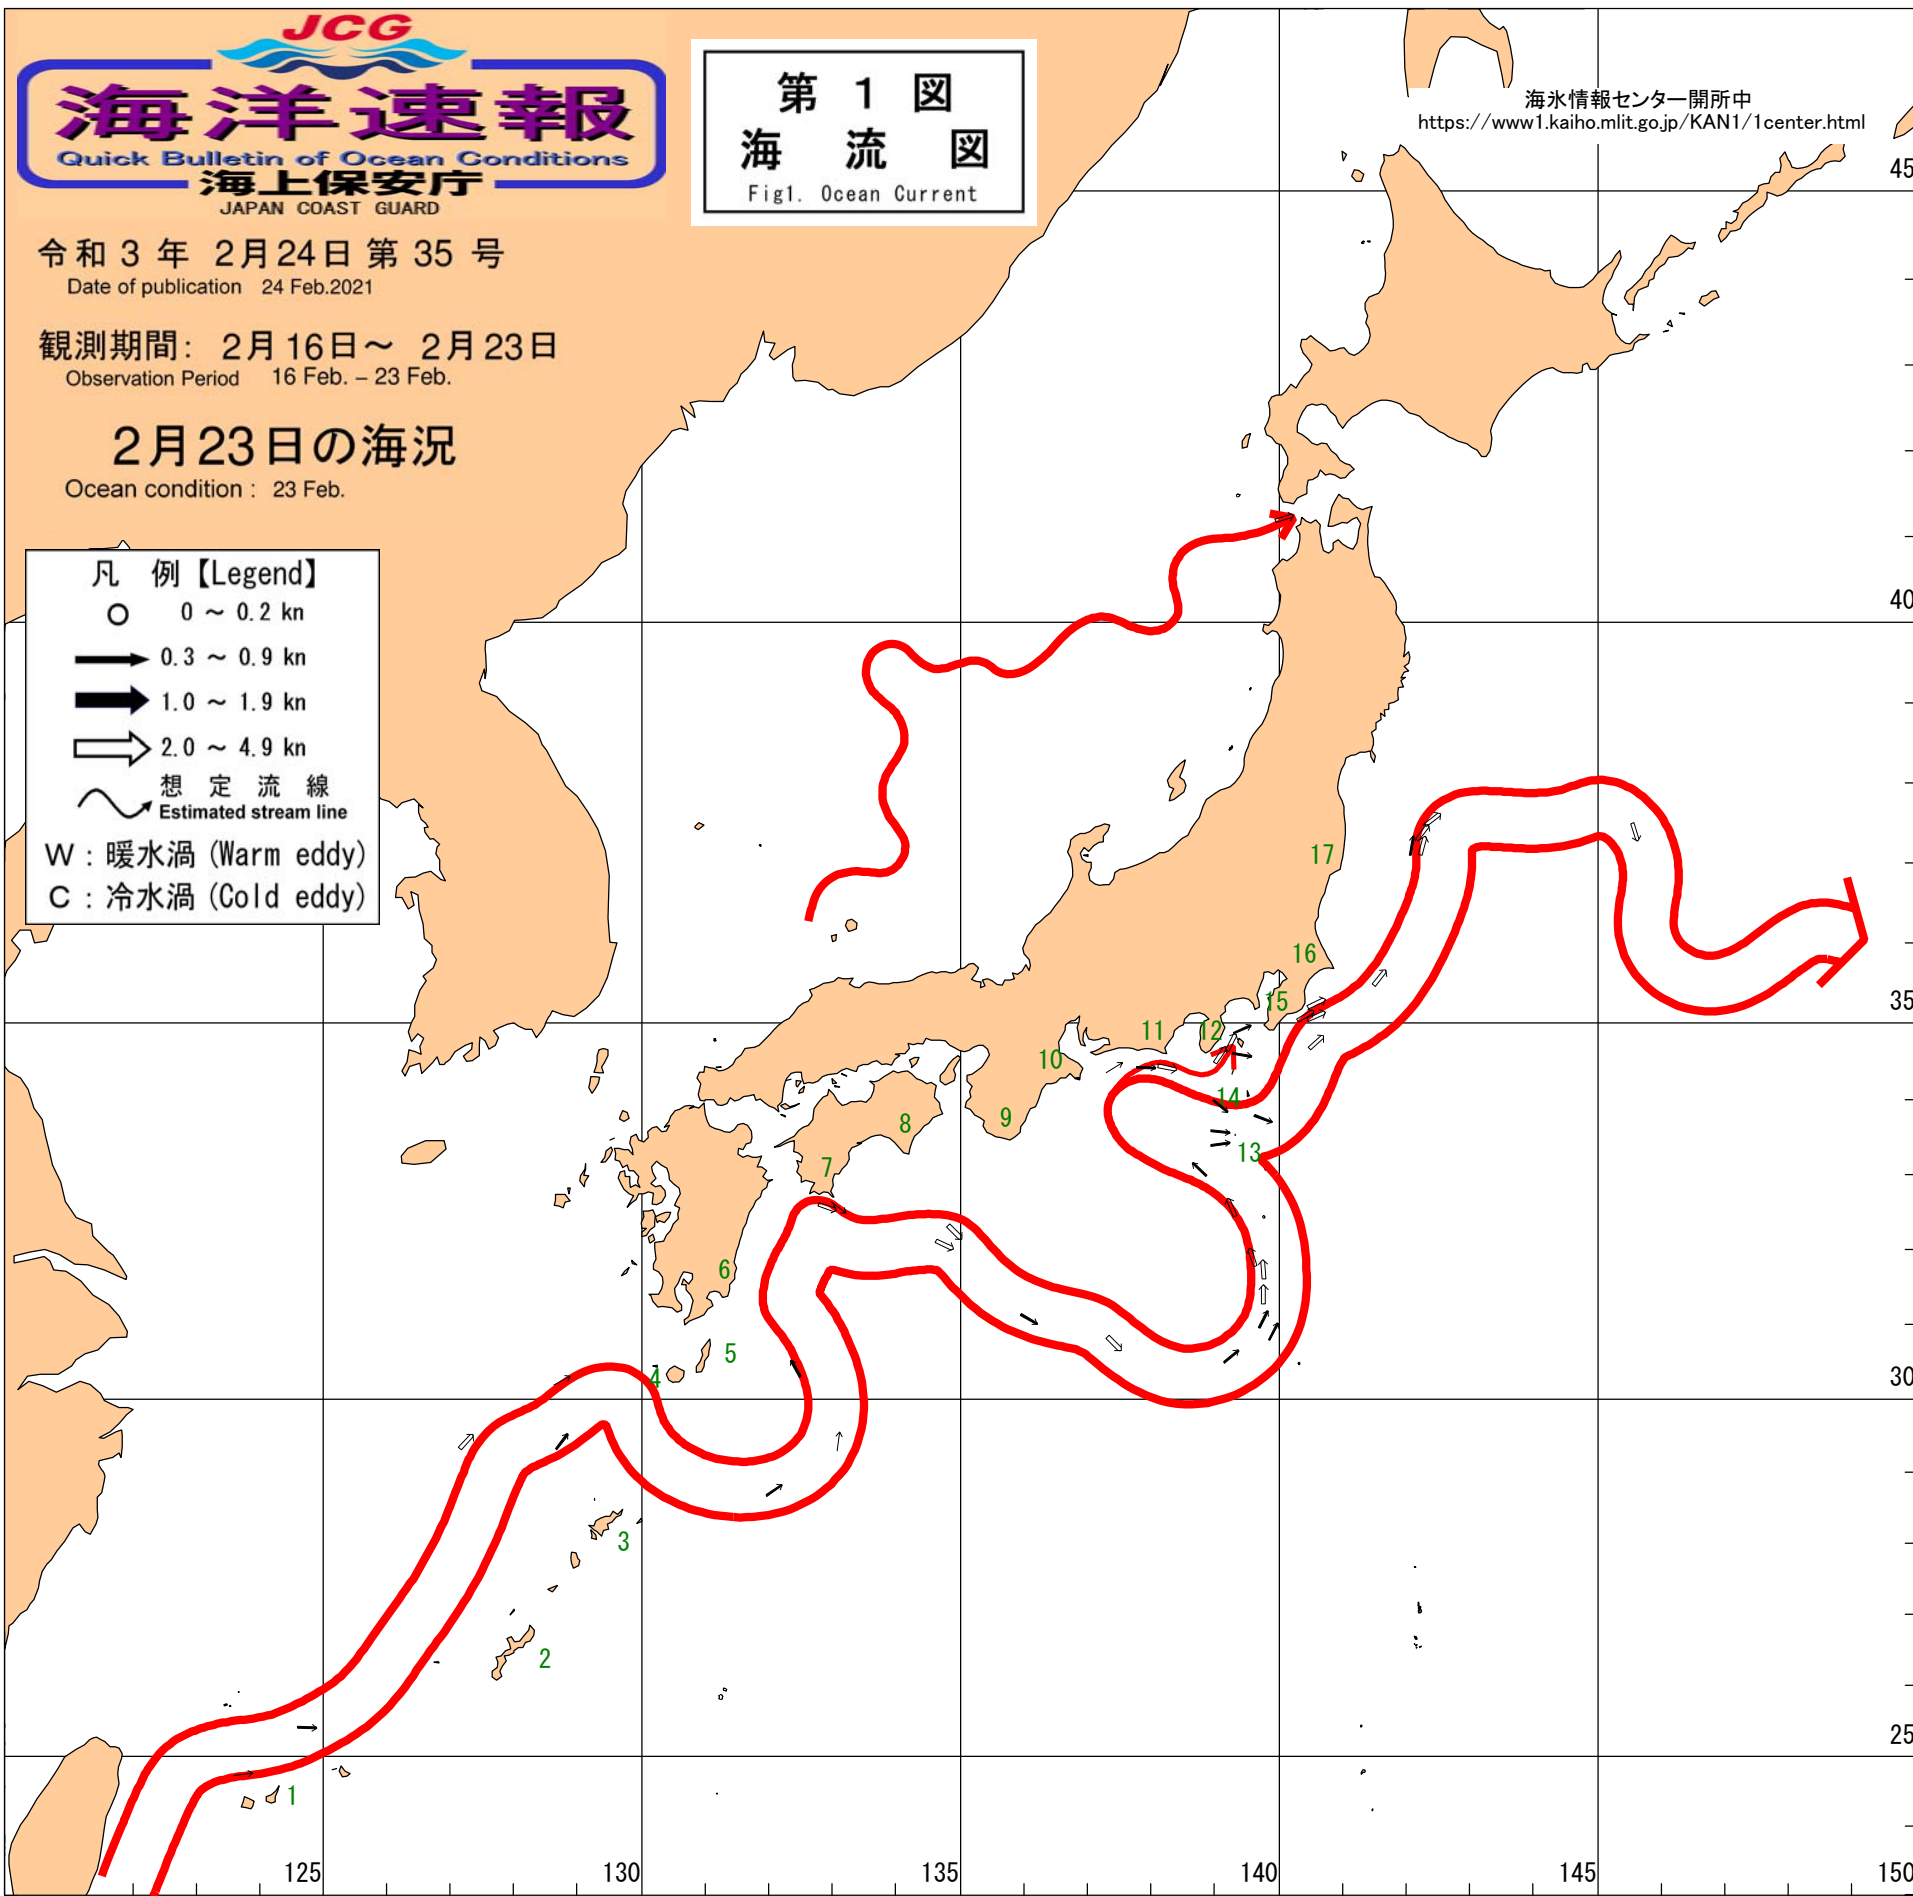 JCG
海洋速報
Quick Bulletin of Ocean Conditions
海上保安庁
JAPAN COAST GUARD
第 1 図
海 流 図
Fig1. Ocean Current
海氷情報センター開所中
https://www1.kaiho.mlit.go.jp/KAN1/1center.html
令和 3 年 2月24日 第 35 号
Date of publication 24 Feb.2021
観測期間: 2月16日～ 2月23日
Observation Period 16 Feb. – 23 Feb.
2月23日の海況
Ocean condition : 23 Feb.
凡 例【Legend】
0 ～ 0.2 kn
0.3 ～ 0.9 kn
1.0 ～ 1.9 kn
2.0 ～ 4.9 kn
想 定 流 線
Estimated stream line
W : 暖水渦 (Warm eddy)
C : 冷水渦 (Cold eddy)
45
40
35
30
25
17
16
15
12
11
10
14
9
8
13
7
6
5
4
3
2
1
125
130
135
140
145
150